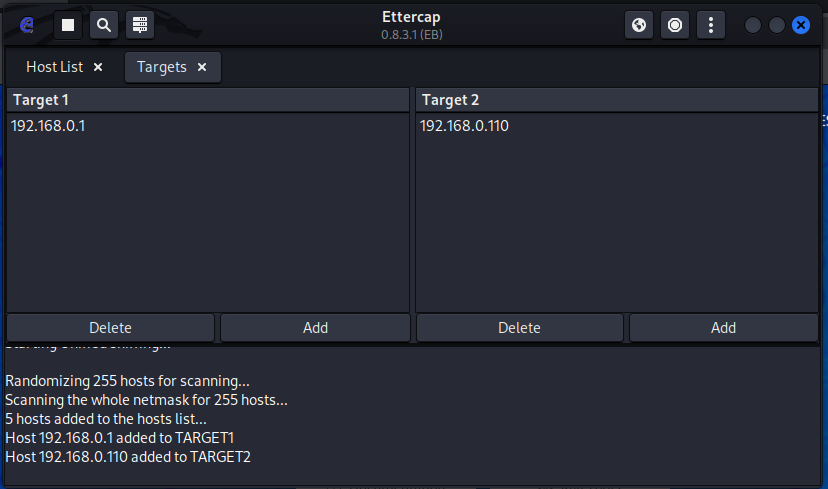 Ettercap
0.8.3.1 (EB)
Host List
Targets
Target 1
Target 2
192.168.0.1
192.168.0.110
Delete
Add
Delete
Add
Randomizing 255 hosts for scanning...
Scanning the whole netmask for 255 hosts...
5 hosts added to the hosts list...
Host 192.168.0.1 added to TARGET1
Host 192.168.0.110 added to TARGET2